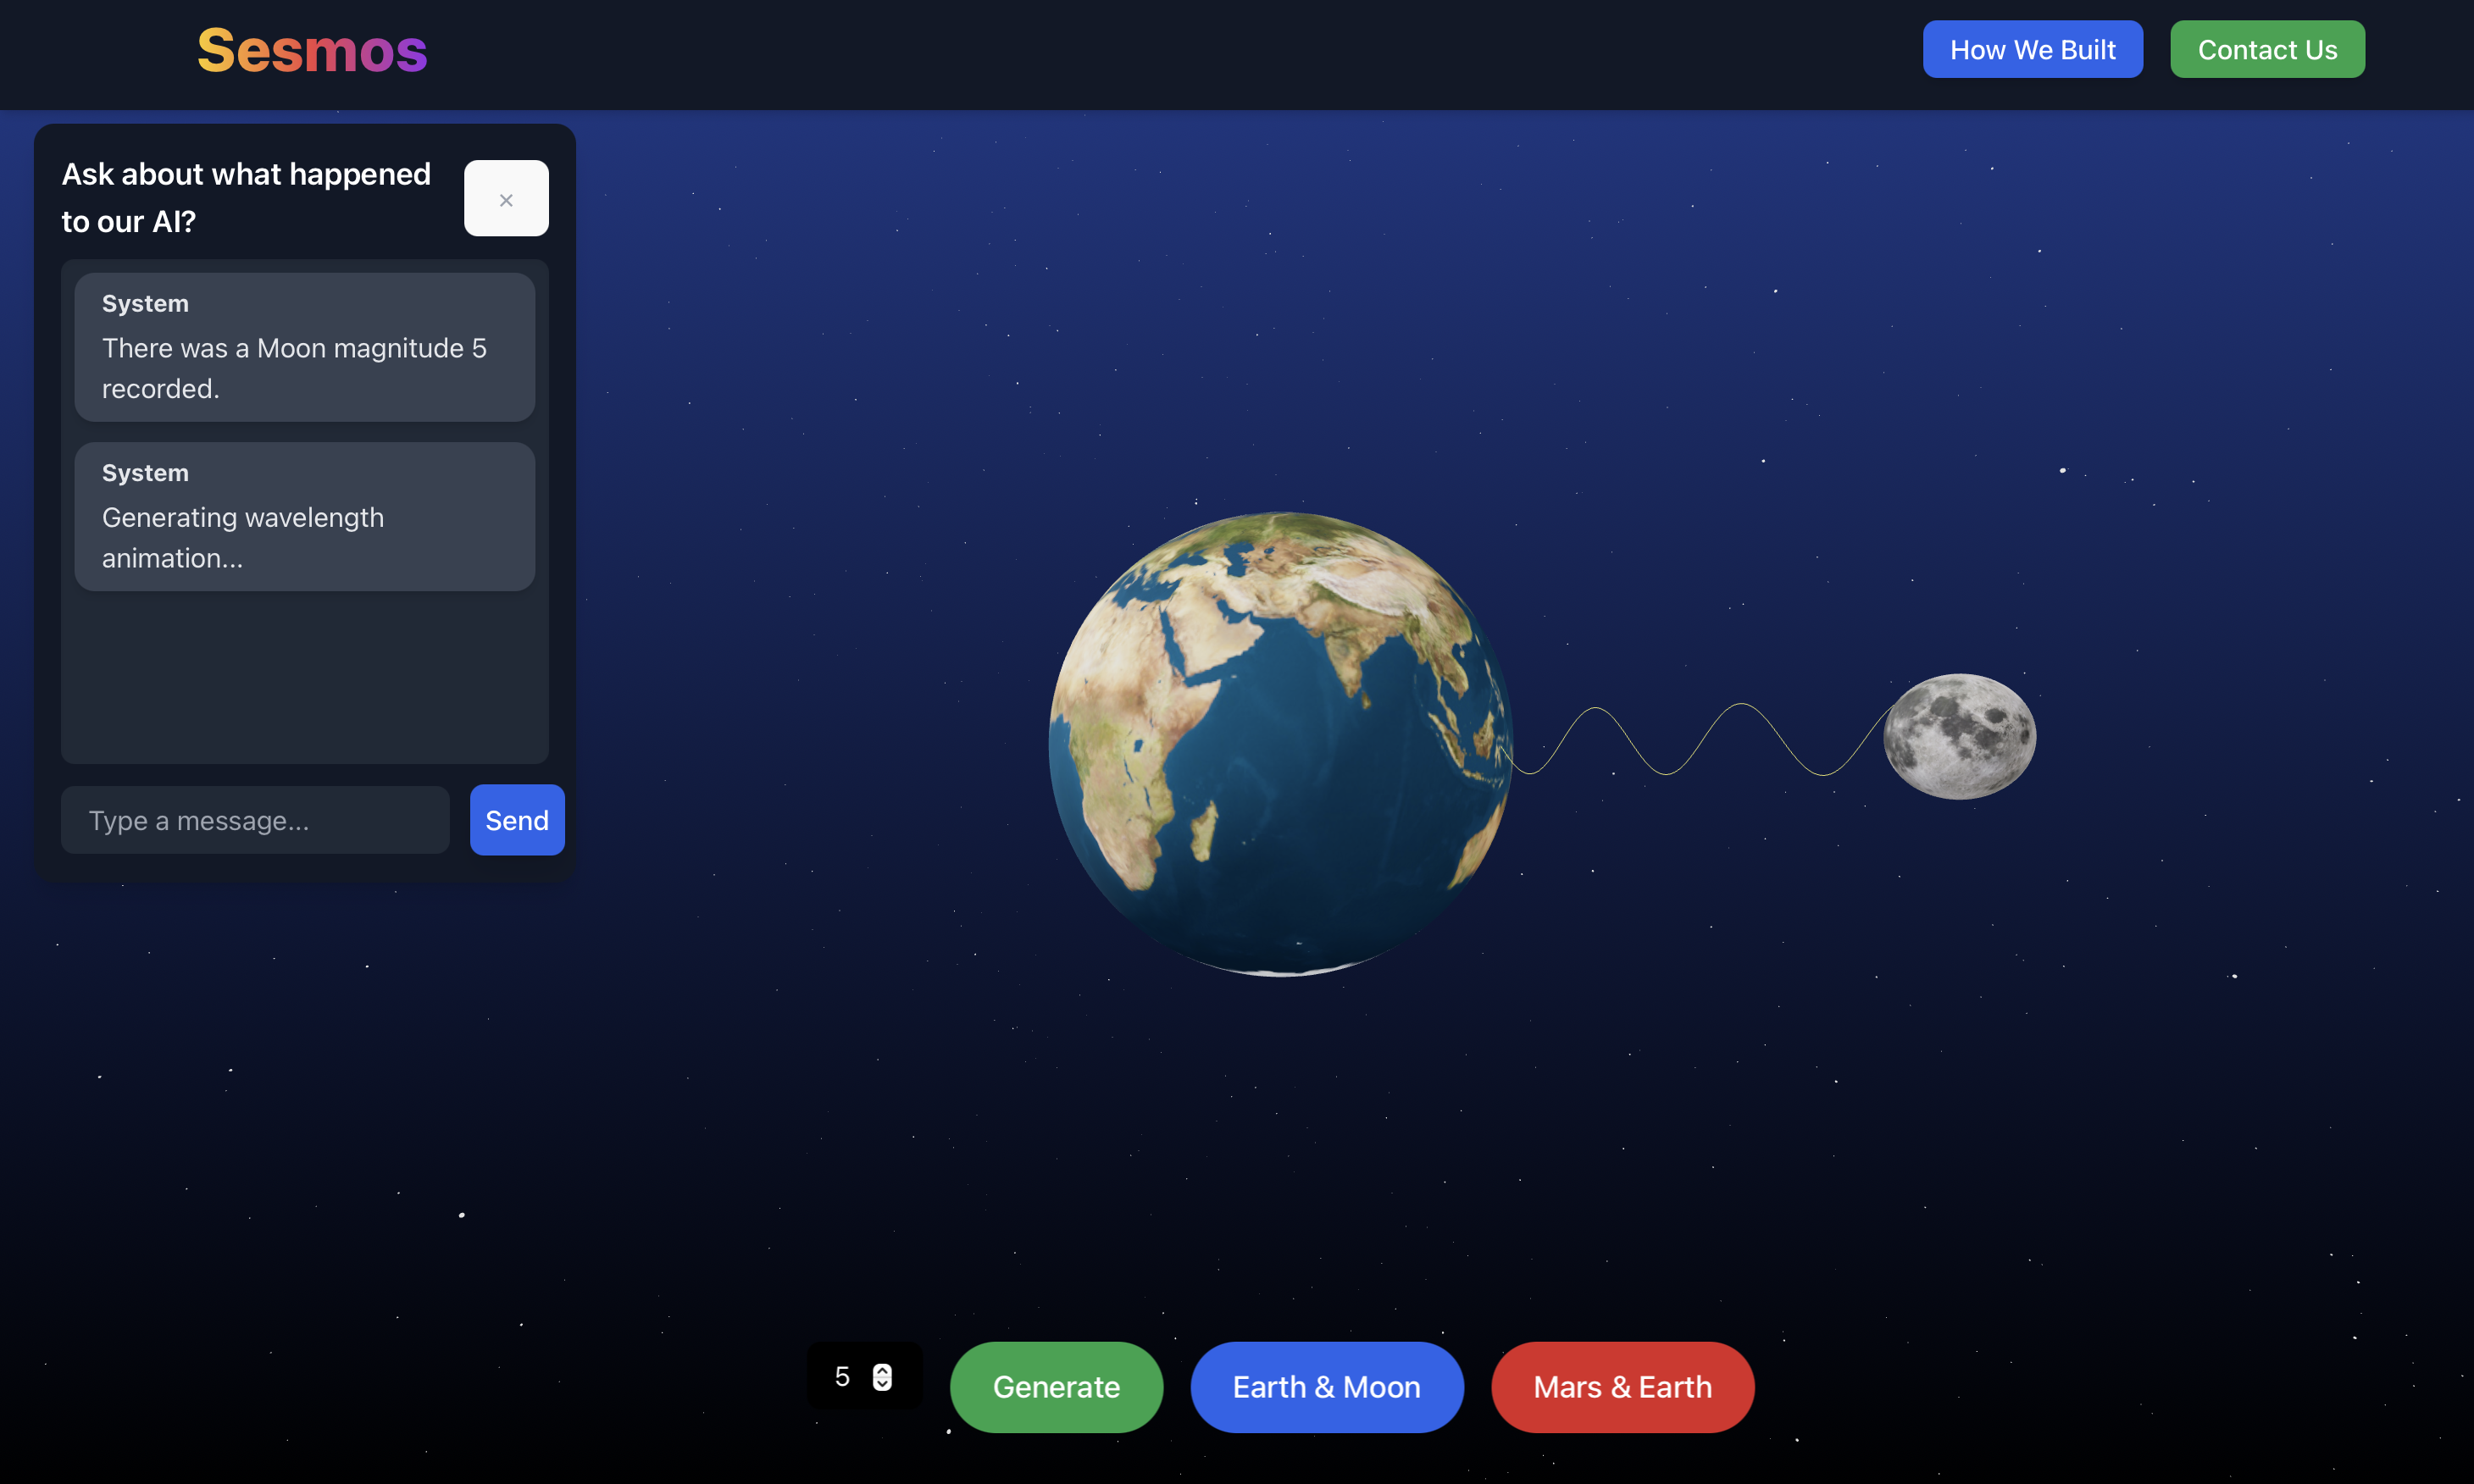 Sesmos
How We Built
Contact Us
Ask about what happened
to our AI?
×
System
There was a Moon magnitude 5
recorded.
System
Generating wavelength
animation...
Type a message...
Send
5
Generate
Earth & Moon
Mars & Earth